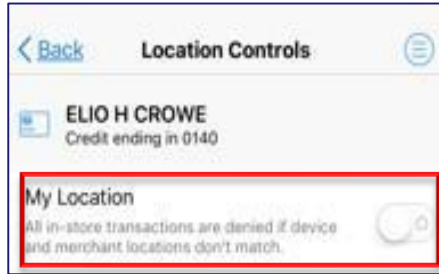 Back Location Controls
ELIO H CROWE
Credit ending in 0140
My Location
All in-store transactions are denied if device
and merchant locations don't match.